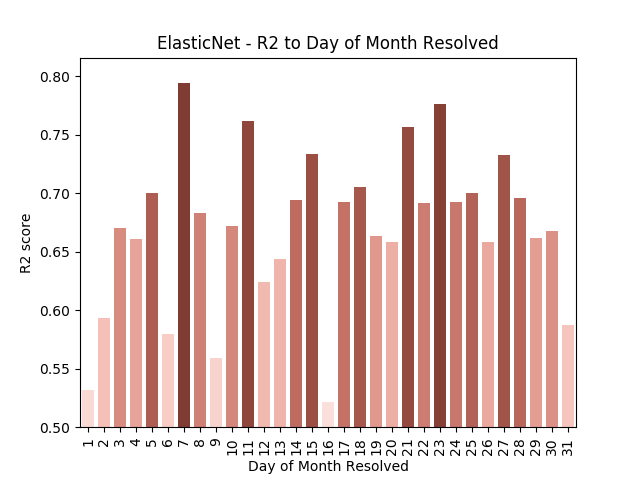 ElasticNet - R2 to Day of Month Resolved
0.80
0.75
0.70
0.65
0.60
0.55
0.50
R2 score
1 2 3 4 5 6 7 8 9 10 11 12 13 14 15 16 17 18 19 20 21 22 23 24 25 26 27 28 29 30 31
Day of Month Resolved